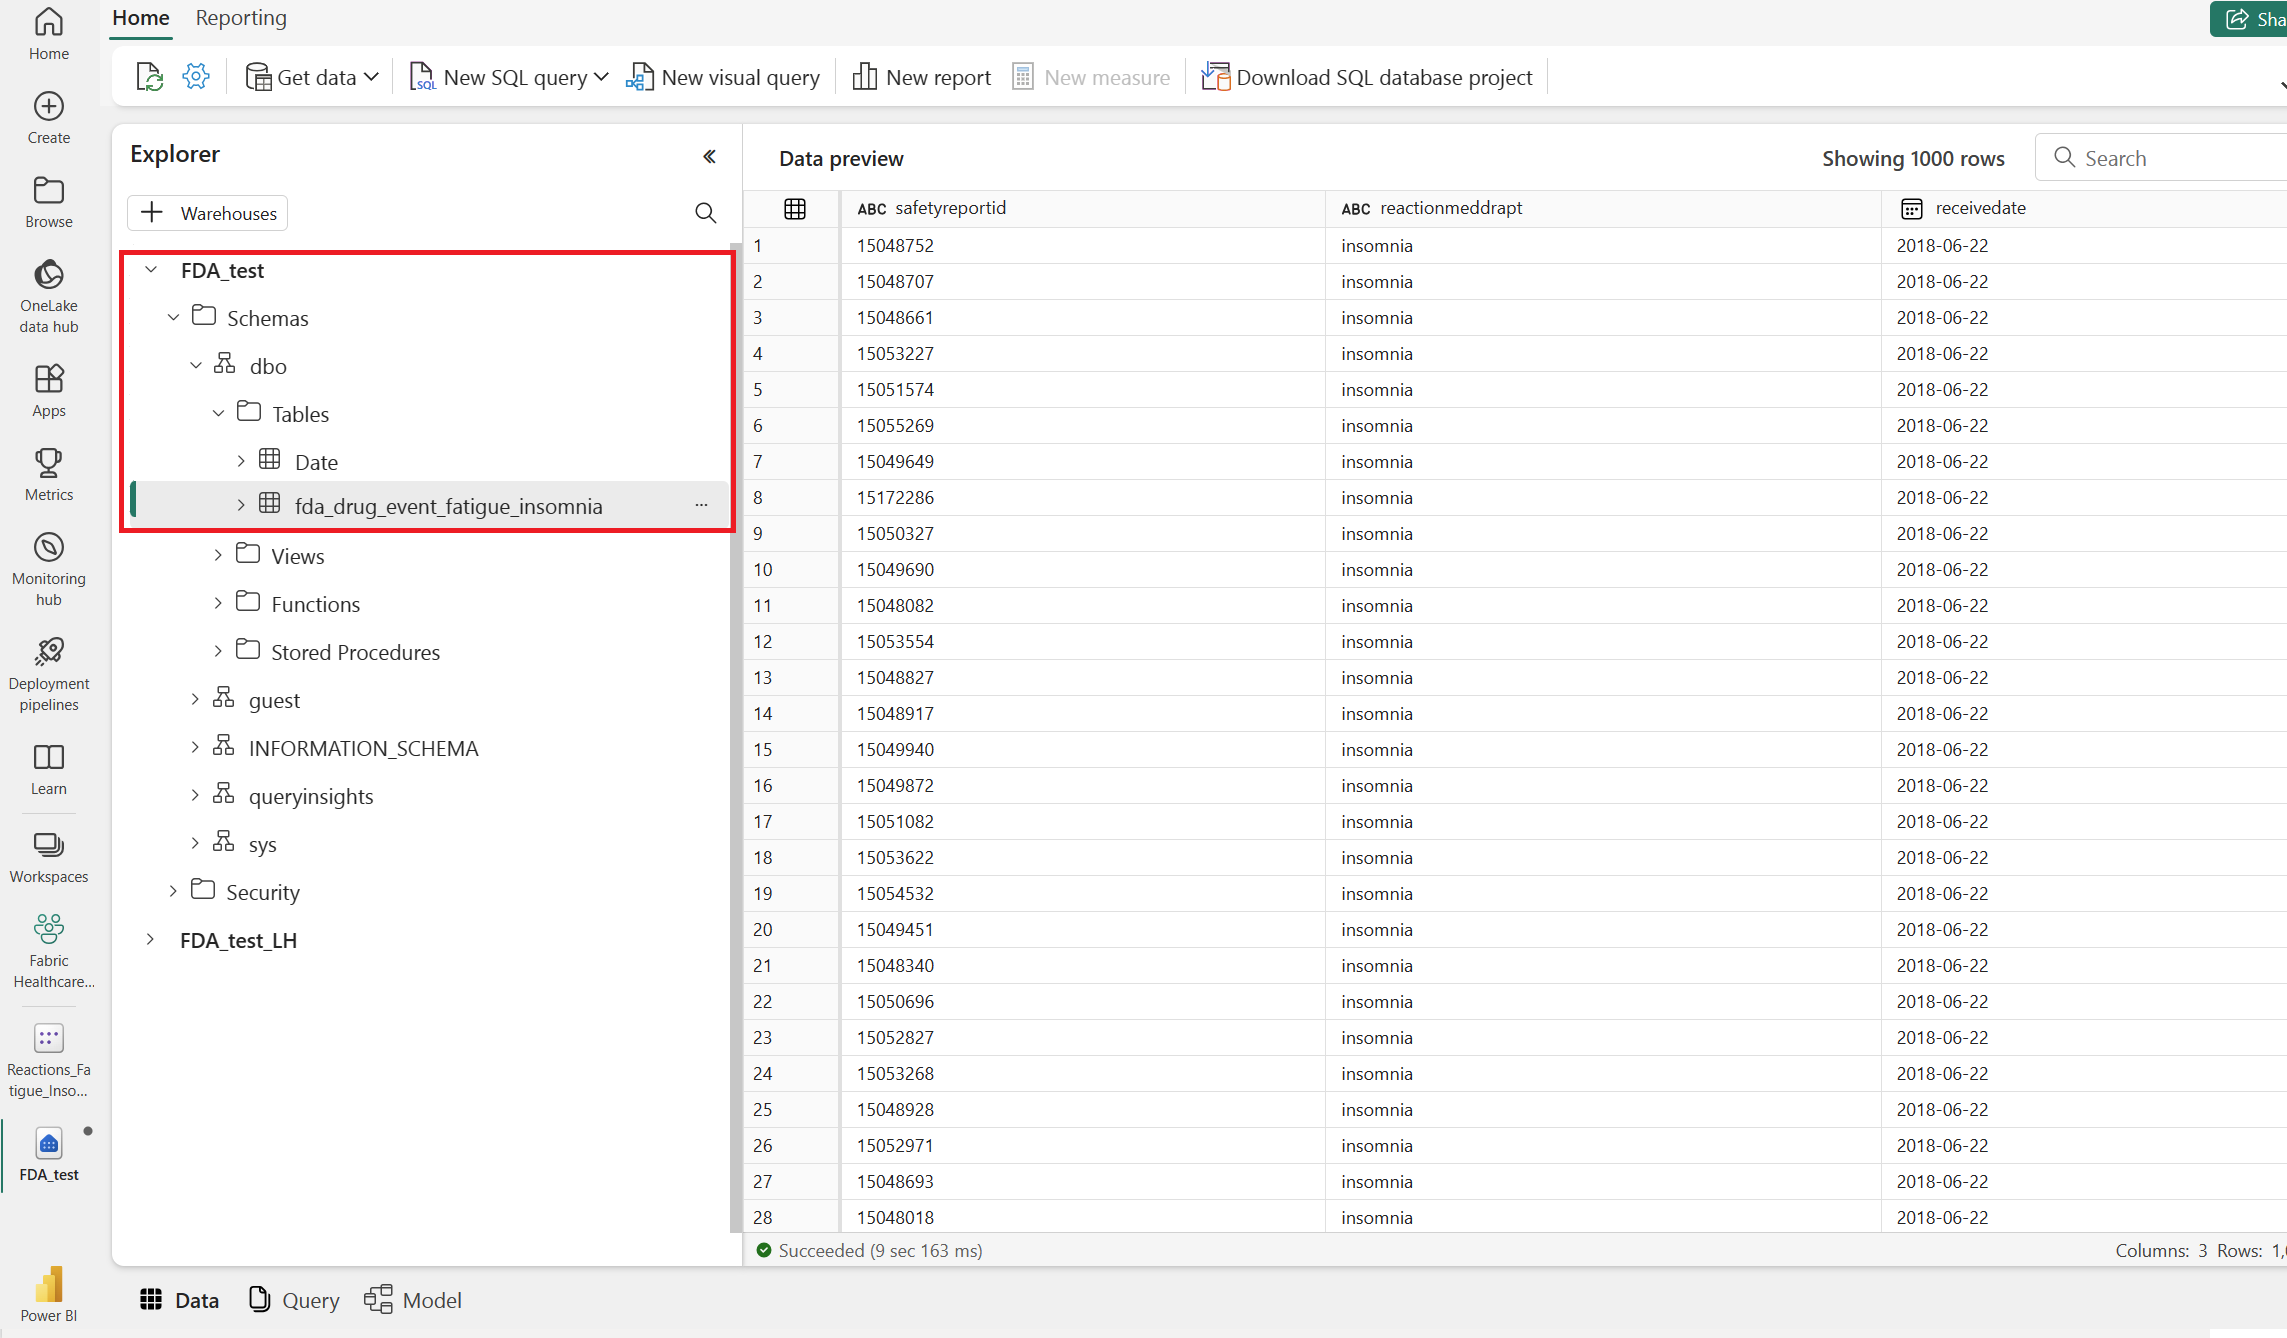 Home Reporting Sha
Get data New SQL query New visual query New report New measure Download SQL database project
Home
Create
Browse
OneLake
data hub
Apps
Metrics
Monitoring
hub
Deployment
pipelines
Learn
Workspaces
Fabric
Healthcare...
Reactions_Fa
tigue_Inso...
FDA_test
Power BI
Explorer
+ Warehouses
FDA_test
Schemas
dbo
Tables
Date
fda_drug_event_fatigue_insomnia ...
Views
Functions
Stored Procedures
guest
INFORMATION_SCHEMA
queryinsights
sys
Security
FDA_test_LH
Data preview Showing 1000 rows Search
ABC safetyreportid ABC reactionmeddrapt receivedate
1 15048752 insomnia 2018-06-22
2 15048707 insomnia 2018-06-22
3 15048661 insomnia 2018-06-22
4 15053227 insomnia 2018-06-22
5 15051574 insomnia 2018-06-22
6 15055269 insomnia 2018-06-22
7 15049649 insomnia 2018-06-22
8 15172286 insomnia 2018-06-22
9 15050327 insomnia 2018-06-22
10 15049690 insomnia 2018-06-22
11 15048082 insomnia 2018-06-22
12 15053554 insomnia 2018-06-22
13 15048827 insomnia 2018-06-22
14 15048917 insomnia 2018-06-22
15 15049940 insomnia 2018-06-22
16 15049872 insomnia 2018-06-22
17 15051082 insomnia 2018-06-22
18 15053622 insomnia 2018-06-22
19 15054532 insomnia 2018-06-22
20 15049451 insomnia 2018-06-22
21 15048340 insomnia 2018-06-22
22 15050696 insomnia 2018-06-22
23 15052827 insomnia 2018-06-22
24 15053268 insomnia 2018-06-22
25 15048928 insomnia 2018-06-22
26 15052971 insomnia 2018-06-22
27 15048693 insomnia 2018-06-22
28 15048018 insomnia 2018-06-22
Succeeded (9 sec 163 ms) Columns: 3 Rows: 1,
Data Query Model